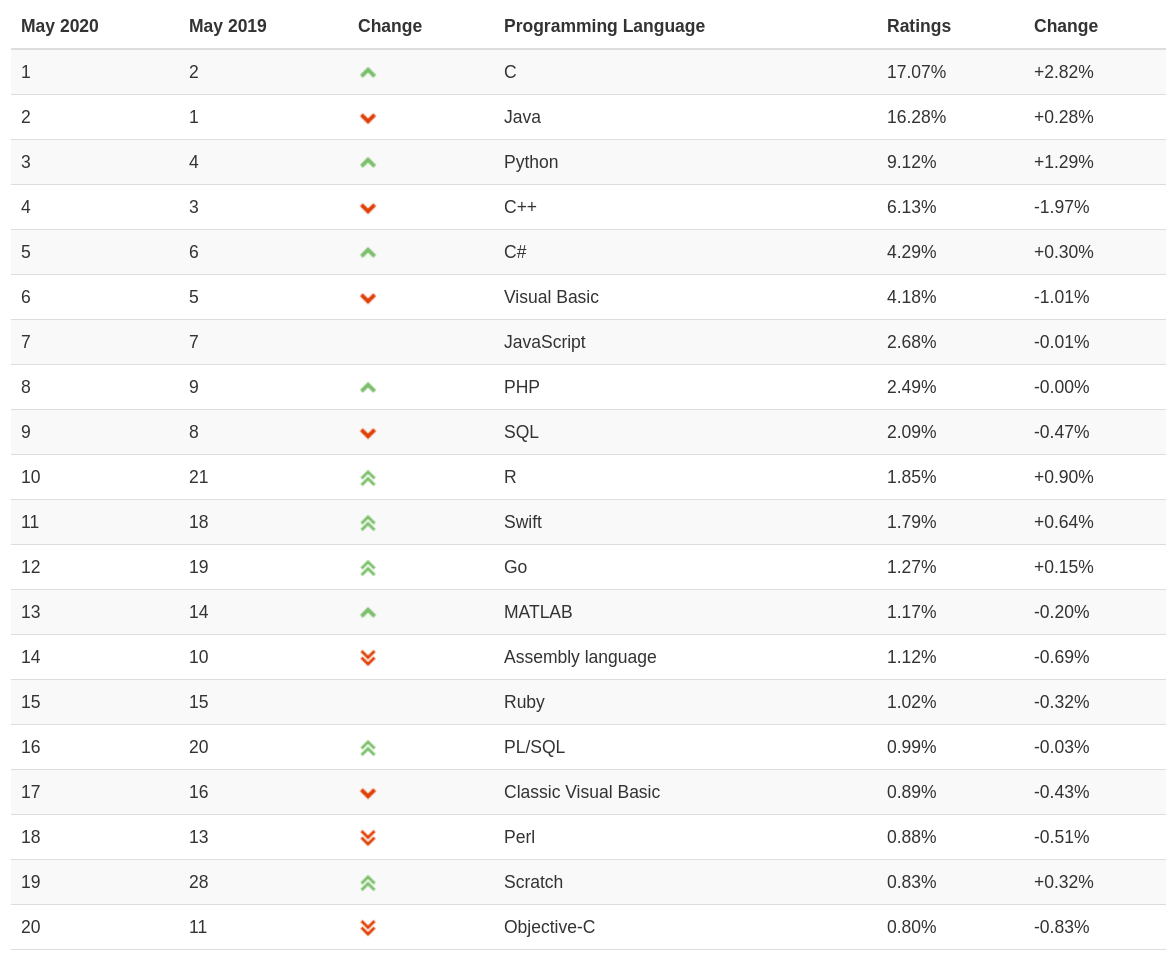 May 2020 May 2019 Change Programming Language Ratings Change
1 2 C 17.07% +2.82%
2 1 Java 16.28% +0.28%
3 4 Python 9.12% +1.29%
4 3 C++ 6.13% -1.97%
5 6 C# 4.29% +0.30%
6 5 Visual Basic 4.18% -1.01%
7 7 JavaScript 2.68% -0.01%
8 9 PHP 2.49% -0.00%
9 8 SQL 2.09% -0.47%
10 21 R 1.85% +0.90%
11 18 Swift 1.79% +0.64%
12 19 Go 1.27% +0.15%
13 14 MATLAB 1.17% -0.20%
14 10 Assembly language 1.12% -0.69%
15 15 Ruby 1.02% -0.32%
16 20 PL/SQL 0.99% -0.03%
17 16 Classic Visual Basic 0.89% -0.43%
18 13 Perl 0.88% -0.51%
19 28 Scratch 0.83% +0.32%
20 11 Objective-C 0.80% -0.83%